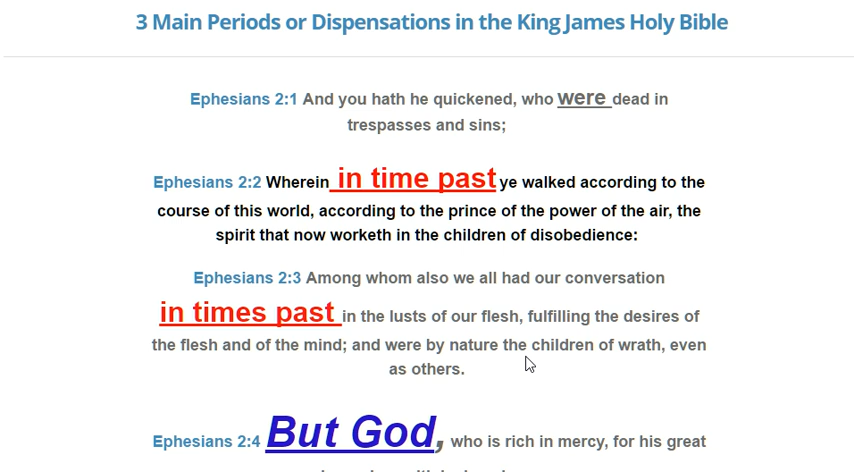 3 Main Periods or Dispensations in the King James Holy Bible
Ephesians 2:1 And you hath he quickened, who were dead in
trespasses and sins;
Ephesians 2:2 Wherein in time past ye walked according to the
course of this world, according to the prince of the power of the air, the
spirit that now worketh in the children of disobedience:
Ephesians 2:3 Among whom also we all had our conversation
in times past in the lusts of our flesh, fulfilling the desires of
the flesh and of the mind; and were by nature the children of wrath, even
as others.
Ephesians 2:4 But God, who is rich in mercy, for his great